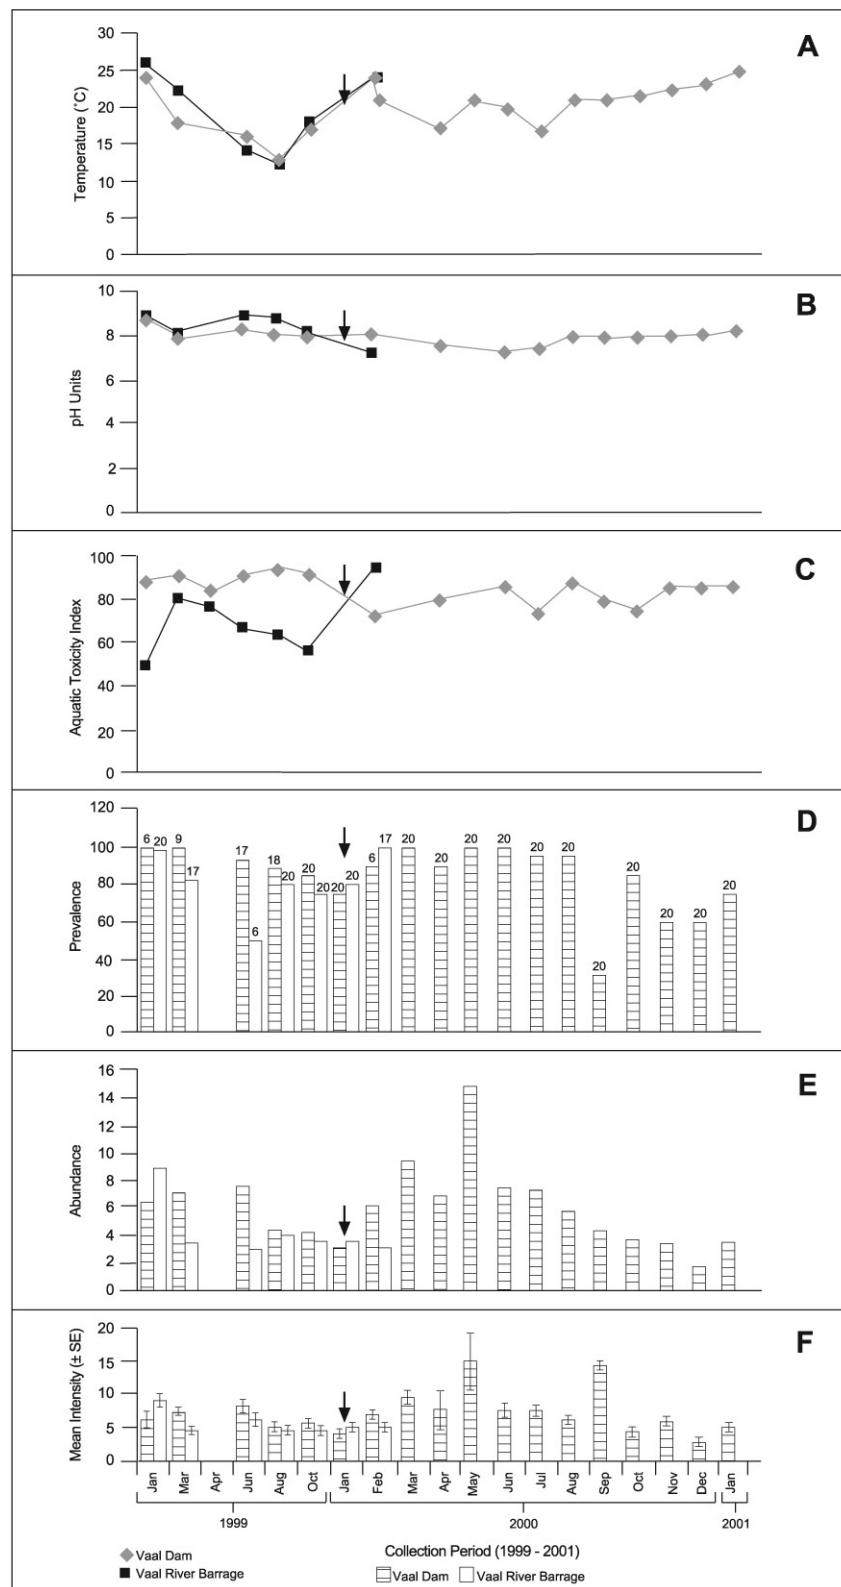 A
Temperature (˚C)
30
25
20
15
10
5
0
B
pH Units
10
8
6
4
2
0
C
Aquatic Toxicity Index
100
80
60
40
20
0
D
Prevalence
120
100
80
60
40
20
0
6 20 9 17 17 6 18 20 20 20 20 20 6 17 20 20 20 20 20 20 20 20 20 20 20
E
Abundance
16
14
12
10
8
6
4
2
0
F
Mean Intensity (± SE)
20
15
10
5
0
Jan Mar Apr Jun Aug Oct Jan Feb Mar Apr May Jun Jul Aug Sep Oct Nov Dec Jan
1999 2000 2001
Collection Period (1999 - 2001)
Vaal Dam
Vaal River Barrage
Vaal Dam Vaal River Barrage